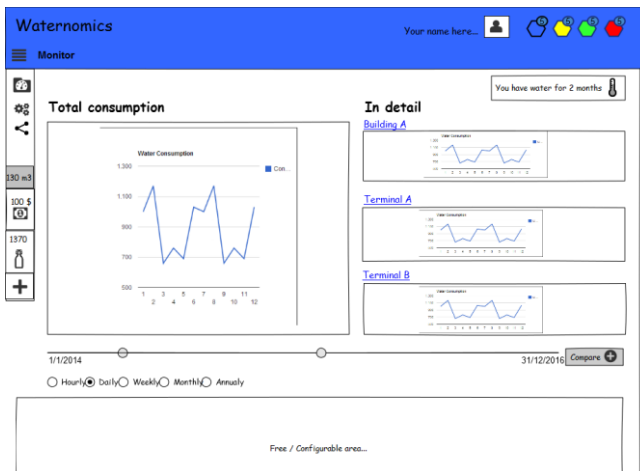 Waternomics
Your name here...
Monitor
You have water for 2 months
Total consumption
In detail
Building A
Water Consumption
1.300
1.100
900
700
500
1 2 3 4 5 6 7 8 9 10 11 12
Con...
Terminal A
Terminal B
130 m3
100 $
1370
1/1/2014
31/12/2016
Compare
Hourly Daily Weekly Monthly Annualy
Free / Configurable area...